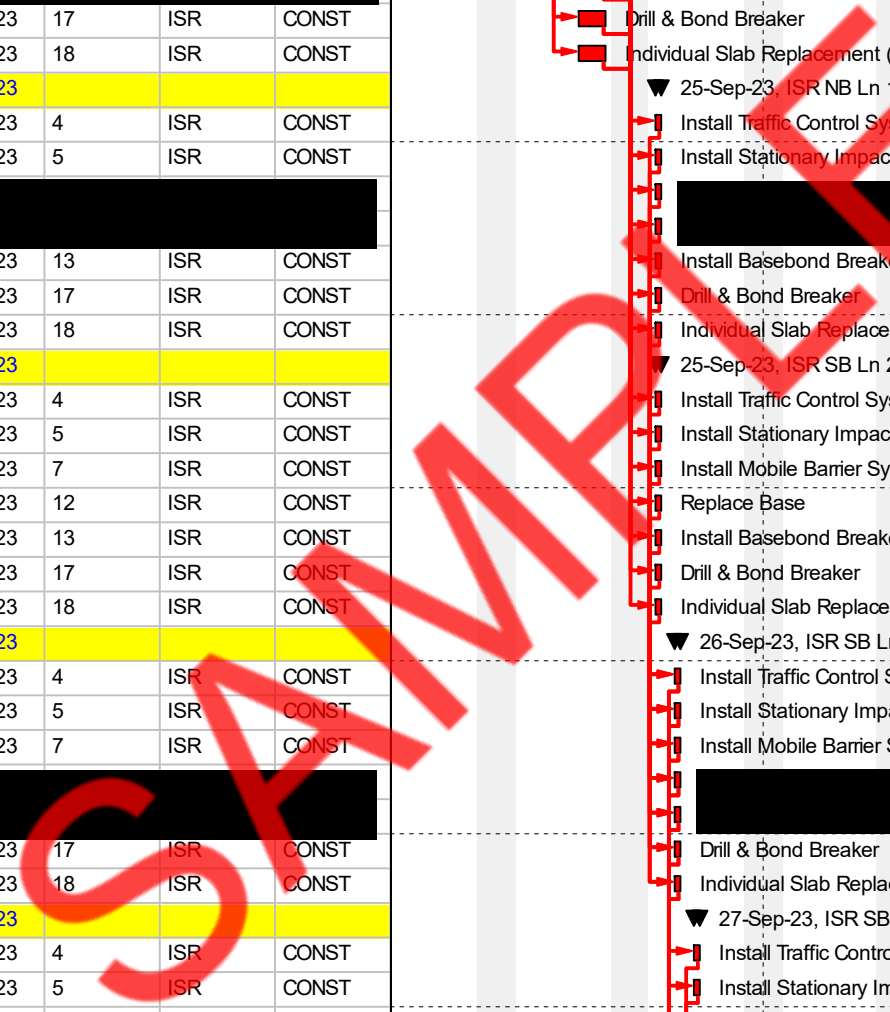 23 17 ISR CONST Drill & Bond Breaker
23 18 ISR CONST Individual Slab Replacement (
23 25-Sep-23, ISR NB Ln
23 4 ISR CONST Install Traffic Control Sys
23 5 ISR CONST Install Stationary Impac
23 13 ISR CONST Install Basebond Breake
23 17 ISR CONST Drill & Bond Breaker
23 18 ISR CONST Individual Slab Replace
23 25-Sep-23, ISR SB Ln 2
23 4 ISR CONST Install Traffic Control Sys
23 5 ISR CONST Install Stationary Impac
23 7 ISR CONST Install Mobile Barrier Sy
23 12 ISR CONST Replace Base
23 13 ISR CONST Install Basebond Breake
23 17 ISR CONST Drill & Bond Breaker
23 18 ISR CONST Individual Slab Replace
23 26-Sep-23, ISR SB Ln
23 4 ISR CONST Install Traffic Control S
23 5 ISR CONST Install Stationary Impa
23 7 ISR CONST Install Mobile Barrier S
23 17 ISR CONST Drill & Bond Breaker
23 18 ISR CONST Individual Slab Replac
23 27-Sep-23, ISR SB
23 4 ISR CONST Install Traffic Contro
23 5 ISR CONST Install Stationary Im
SAMPLE